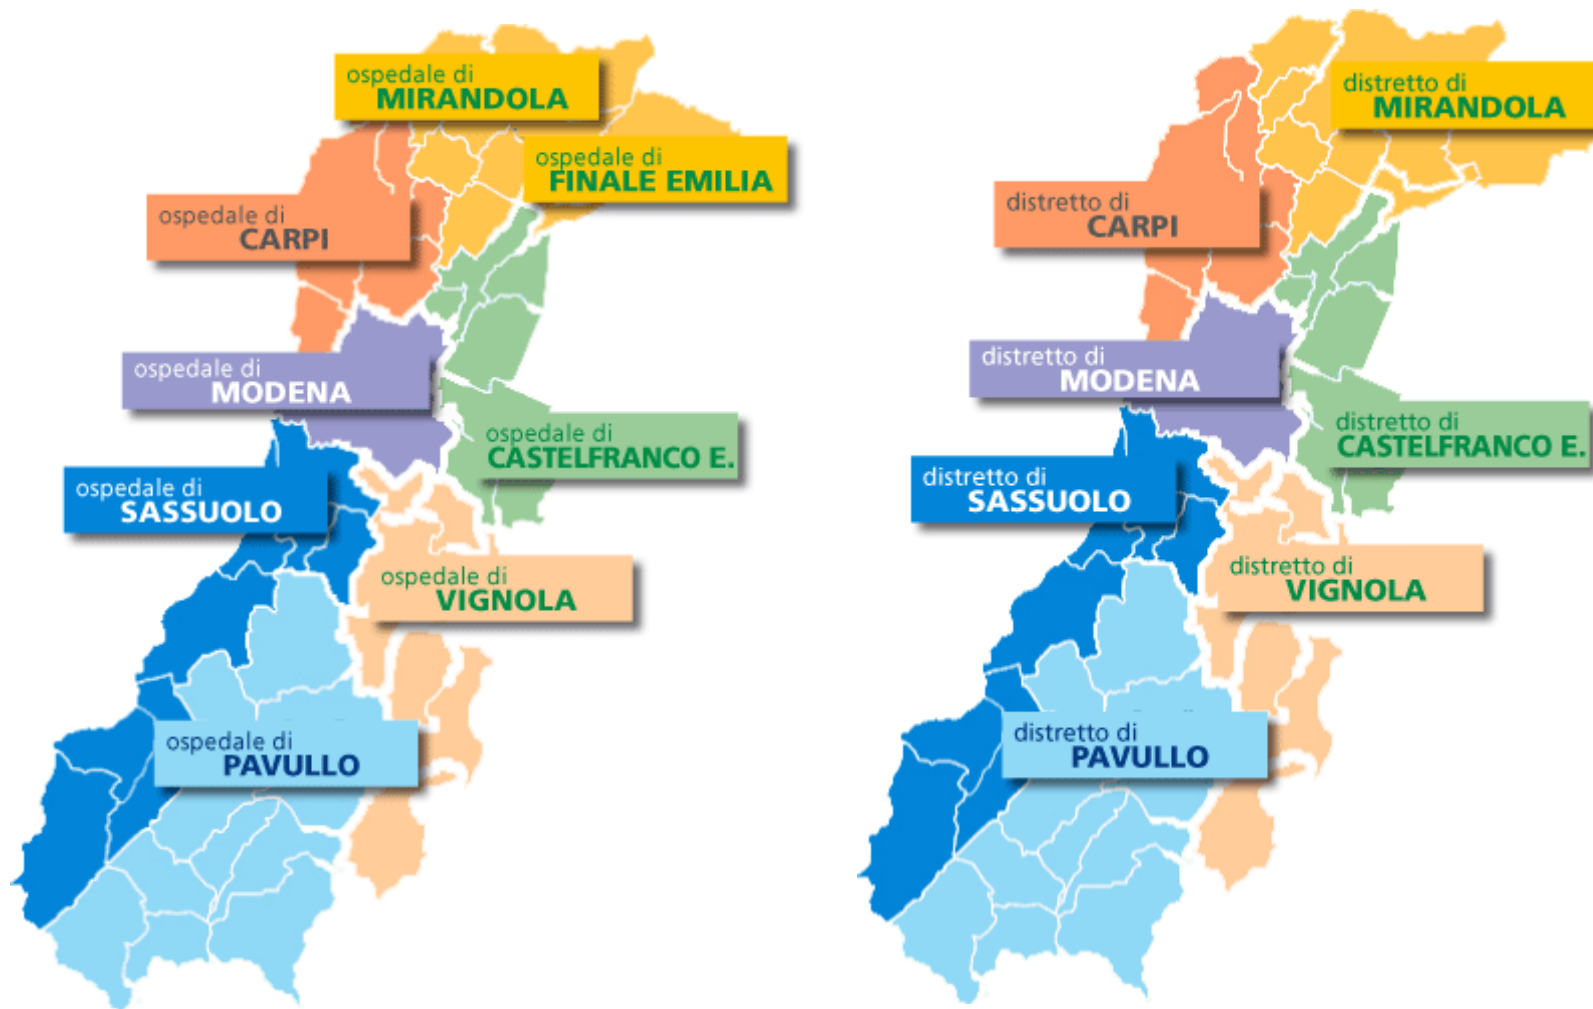 ospedale di
MIRANDOLA
ospedale di
FINALE EMILIA
ospedale di
CARPI
ospedale di
MODENA
ospedale di
CASTELFRANCO E.
ospedale di
SASSUOLO
ospedale di
VIGNOLA
ospedale di
PAVULLO
distretto di
MIRANDOLA
distretto di
CARPI
distretto di
MODENA
distretto di
CASTELFRANCO E.
distretto di
SASSUOLO
distretto di
VIGNOLA
distretto di
PAVULLO